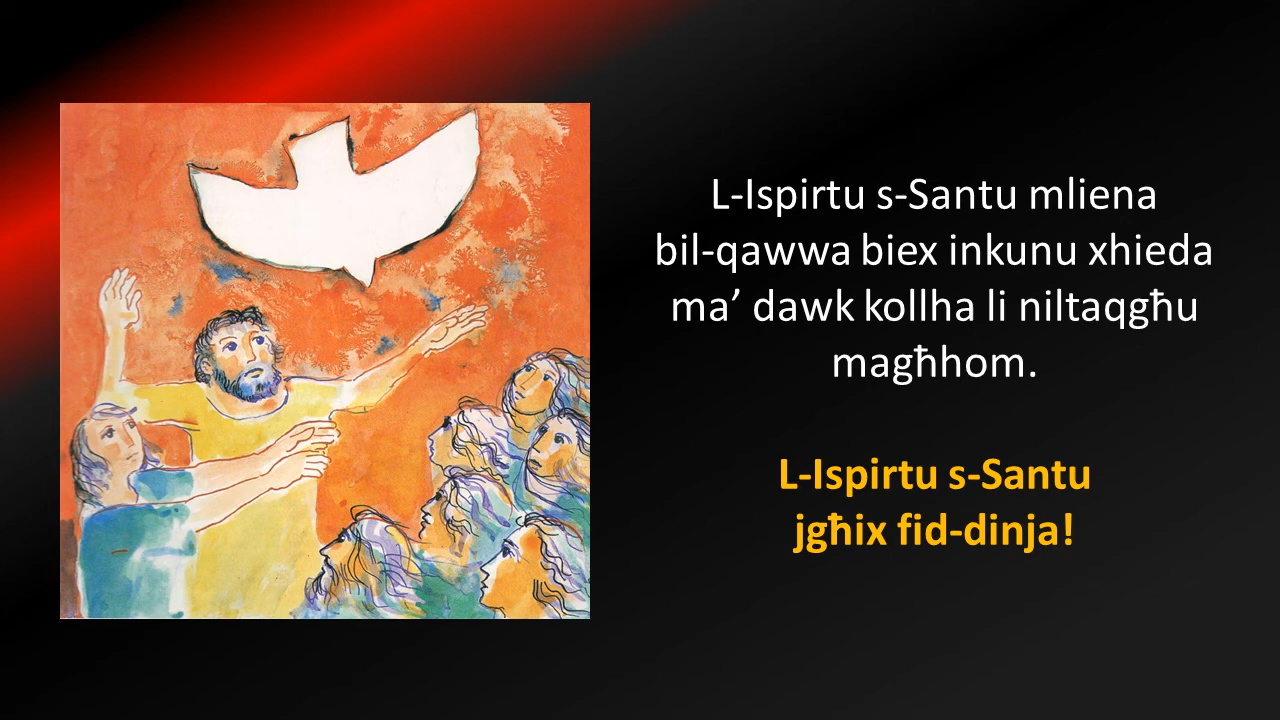 L-Ispirtu s-Santu mliena
bil-qawwa biex inkunu xhieda
ma’ dawk kollha li niltaqgħu
magħhom.
L-Ispirtu s-Santu
jgħix fid-dinja!